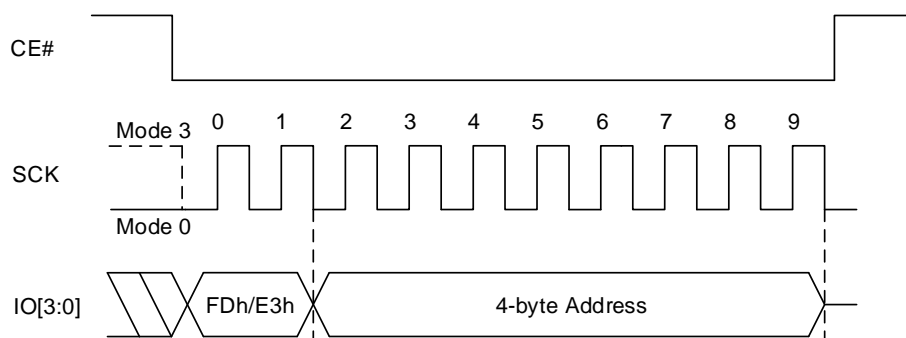 CE#
0 1 2 3 4 5 6 7 8 9
Mode 3
SCK
Mode 0
IO[3:0] FDh/E3h 4-byte Address